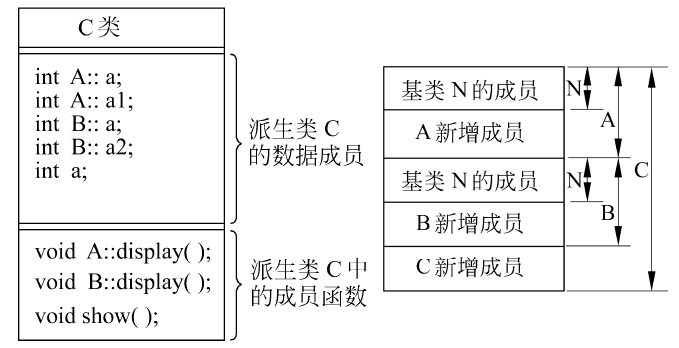 C 类
int A:: a;
int A:: a1;
int B:: a;
int B:: a2;
int a;
派生类 C
的数据成员
void A::display( );
void B::display( );
void show( );
派生类 C 中
的成员函数
基类 N 的成员
A 新增成员
基类 N 的成员
B 新增成员
C 新增成员
N
A
N
B
C